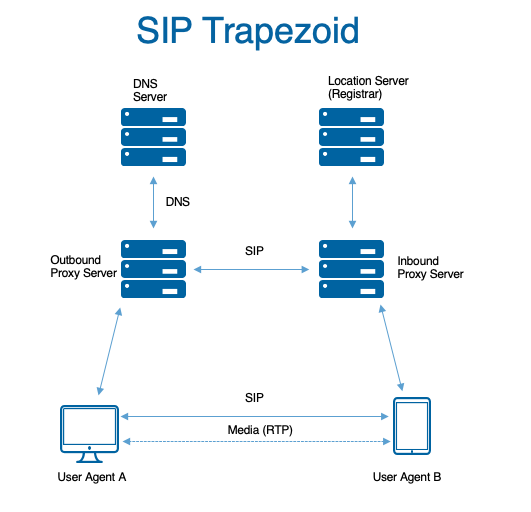 SIP Trapezoid
DNS
Server
Location Server
(Registrar)
DNS
Outbound
Proxy Server
SIP
Inbound
Proxy Server
SIP
Media (RTP)
User Agent A
User Agent B